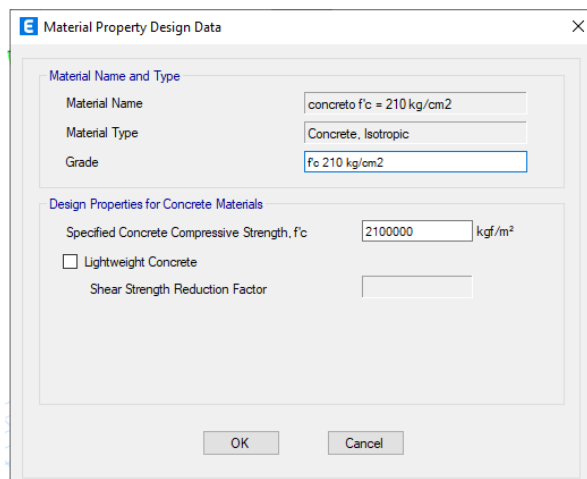 E Material Property Design Data
Material Name and Type
Material Name concreto f'c = 210 kg/cm2
Material Type Concrete, Isotropic
Grade f'c 210 kg/cm2
Design Properties for Concrete Materials
Specified Concrete Compressive Strength, f'c 2100000 kgf/m²
Lightweight Concrete
Shear Strength Reduction Factor
OK Cancel